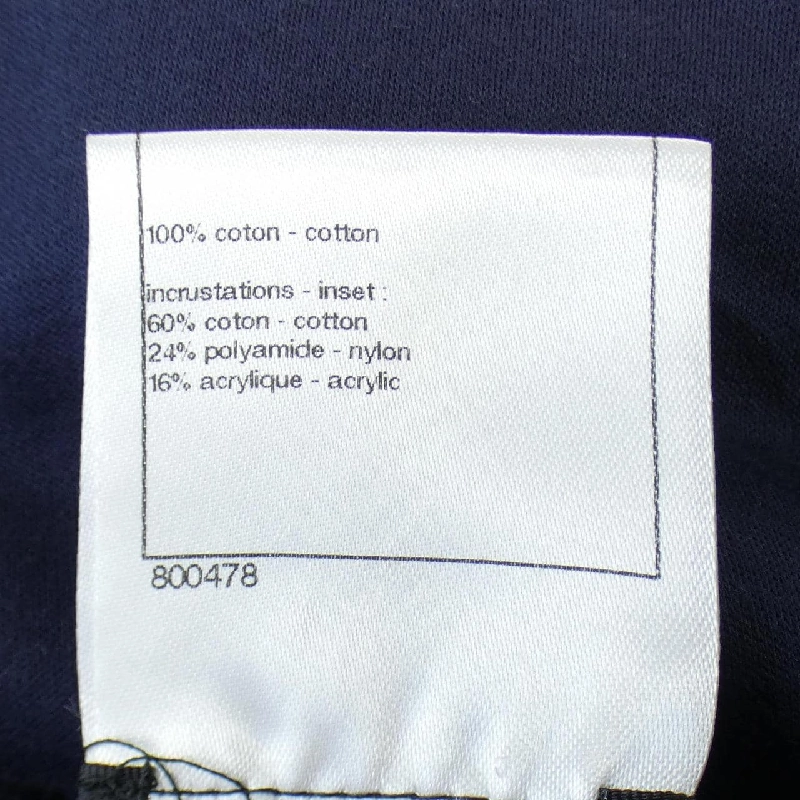 100% coton - cotton
incrustations - inset :
60% coton - cotton
24% polyamide - nylon
16% acrylique - acrylic
800478